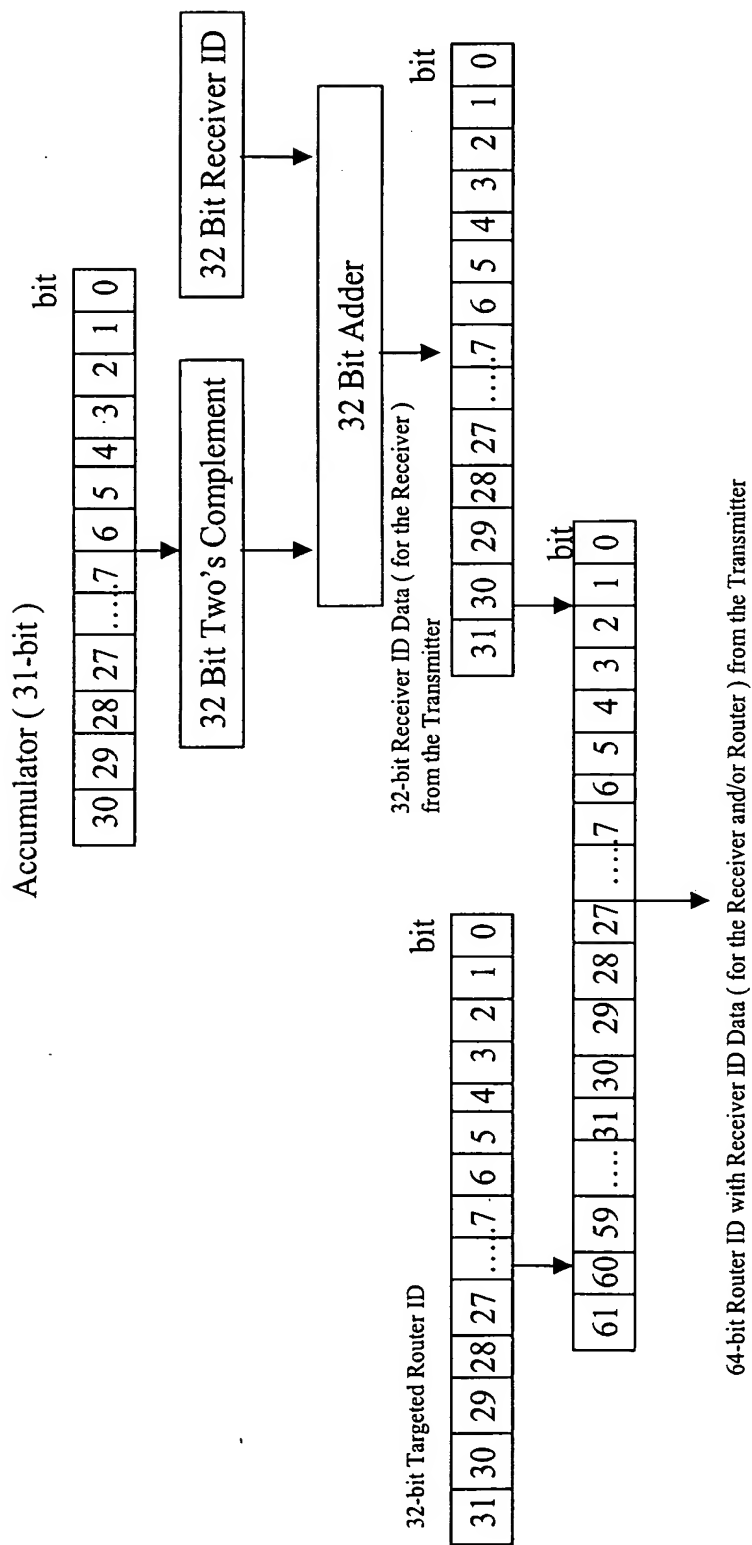 Accumulator ( 31-bit )
bit
30 29 28 27 .....7 6 5 4 3 2 1 0
32 Bit Two's Complement
32 Bit Receiver ID
32 Bit Adder
32-bit Receiver ID Data ( for the Receiver )
from the Transmitter
bit
31 30 29 28 27 .....7 6 5 4 3 2 1 0
32-bit Targeted Router ID
bit
31 30 29 28 27 .....7 6 5 4 3 2 1 0
bit
61 60 59 ..... 31 30 29 28 27 .....7 6 5 4 3 2 1 0
64-bit Router ID with Receiver ID Data ( for the Receiver and/or Router ) from the Transmitter